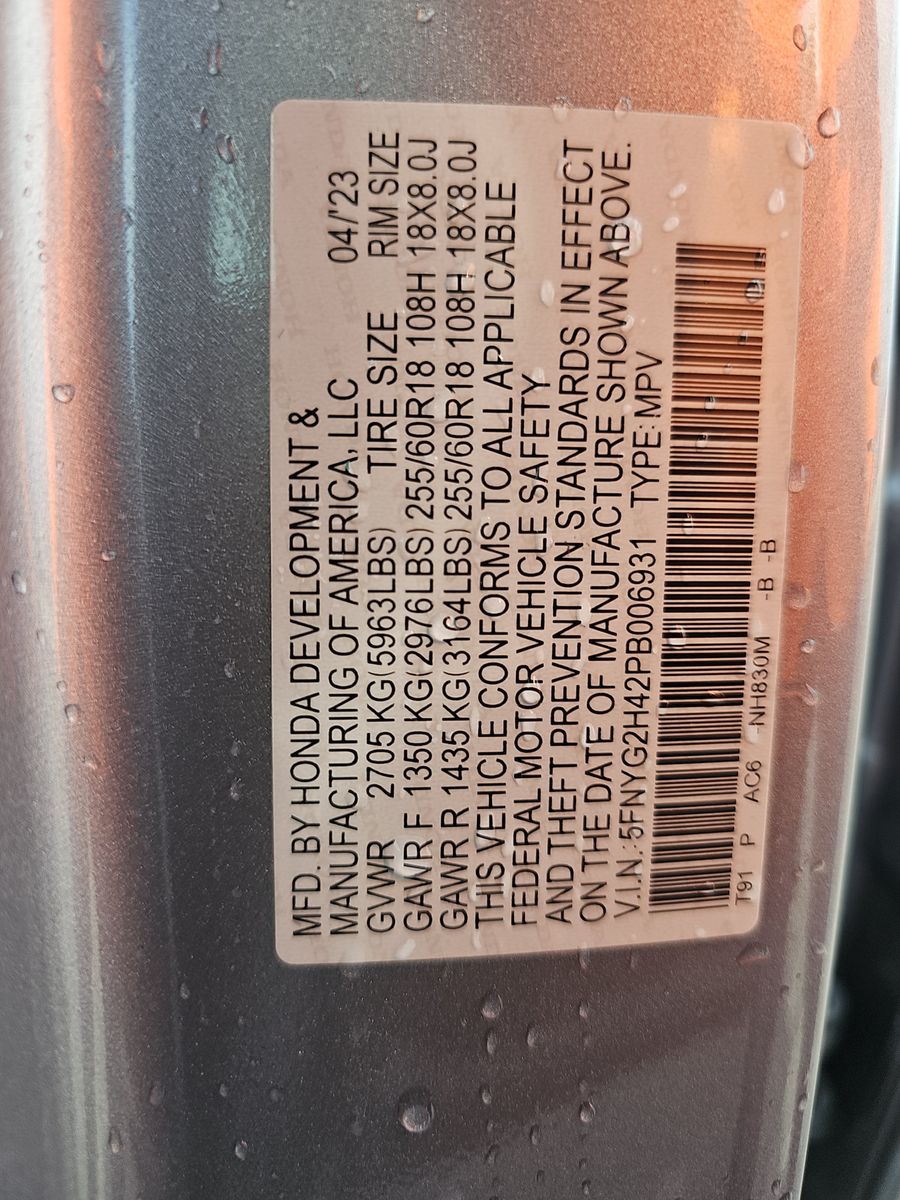 MFD. BY HONDA DEVELOPMENT &
MANUFACTURING OF AMERICA, LLC 04/'23
GVWR 2705 KG(5963LBS) TIRE SIZE RIM SIZE
GAWR F 1350 KG(2976LBS) 255/60R18 108H 18X8.0J
GAWR R 1435KG(3164LBS) 255/60R18 108H 18X8.0J
THIS VEHICLE CONFORMS TO ALL APPLICABLE
FEDERAL MOTOR VEHICLE SAFETY
AND THEFT PREVENTION STANDARDS IN EFFECT
ON THE DATE OF MANUFACTURE SHOWN ABOVE.
V.I.N.: 5FNYG2H42PB006931 TYPE: MPV
T91 P AC6 -NH830M -B -B